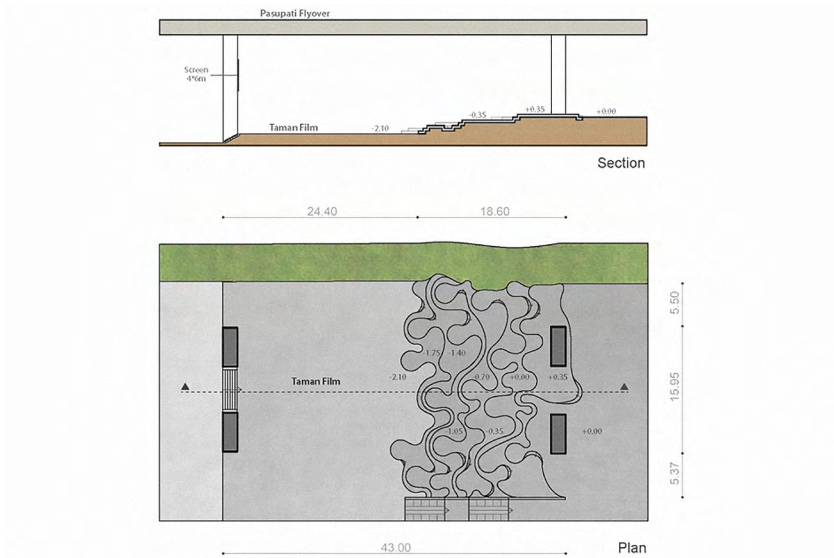 Pasupati Flyover
Screen
4*6m
-0.35
+0.35
+0.00
-2.10
Taman Film
Section
24.40
18.60
5.50
-1.75
-1.40
-2.10
-0.70
+0.00
+0.35
Taman Film
15.95
-1.05
-0.35
+0.00
5.37
43.00
Plan